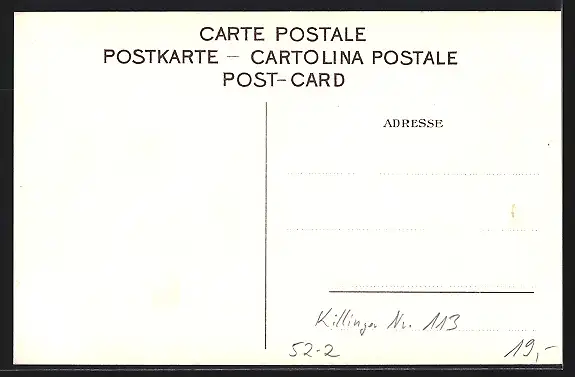 CARTE POSTALE
POSTKARTE — CARTOLINA POSTALE
POST-CARD
ADRESSE
Killinger Nr. 113
52-2
19,-